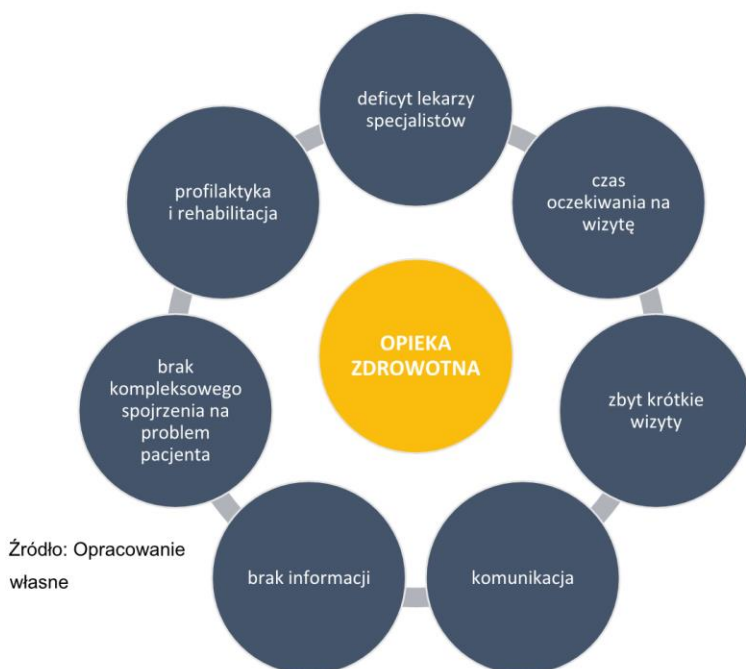 deficyt lekarzy
specjalistów
czas
oczekiwania na
wizytę
zbyt krótkie
wizyty
komunikacja
brak informacji
brak
kompleksowego
spojrzenia na
problem
pacjenta
profilaktyka
i rehabilitacja
OPIEKA
ZDROWOTNA
Źródło: Opracowanie
własne